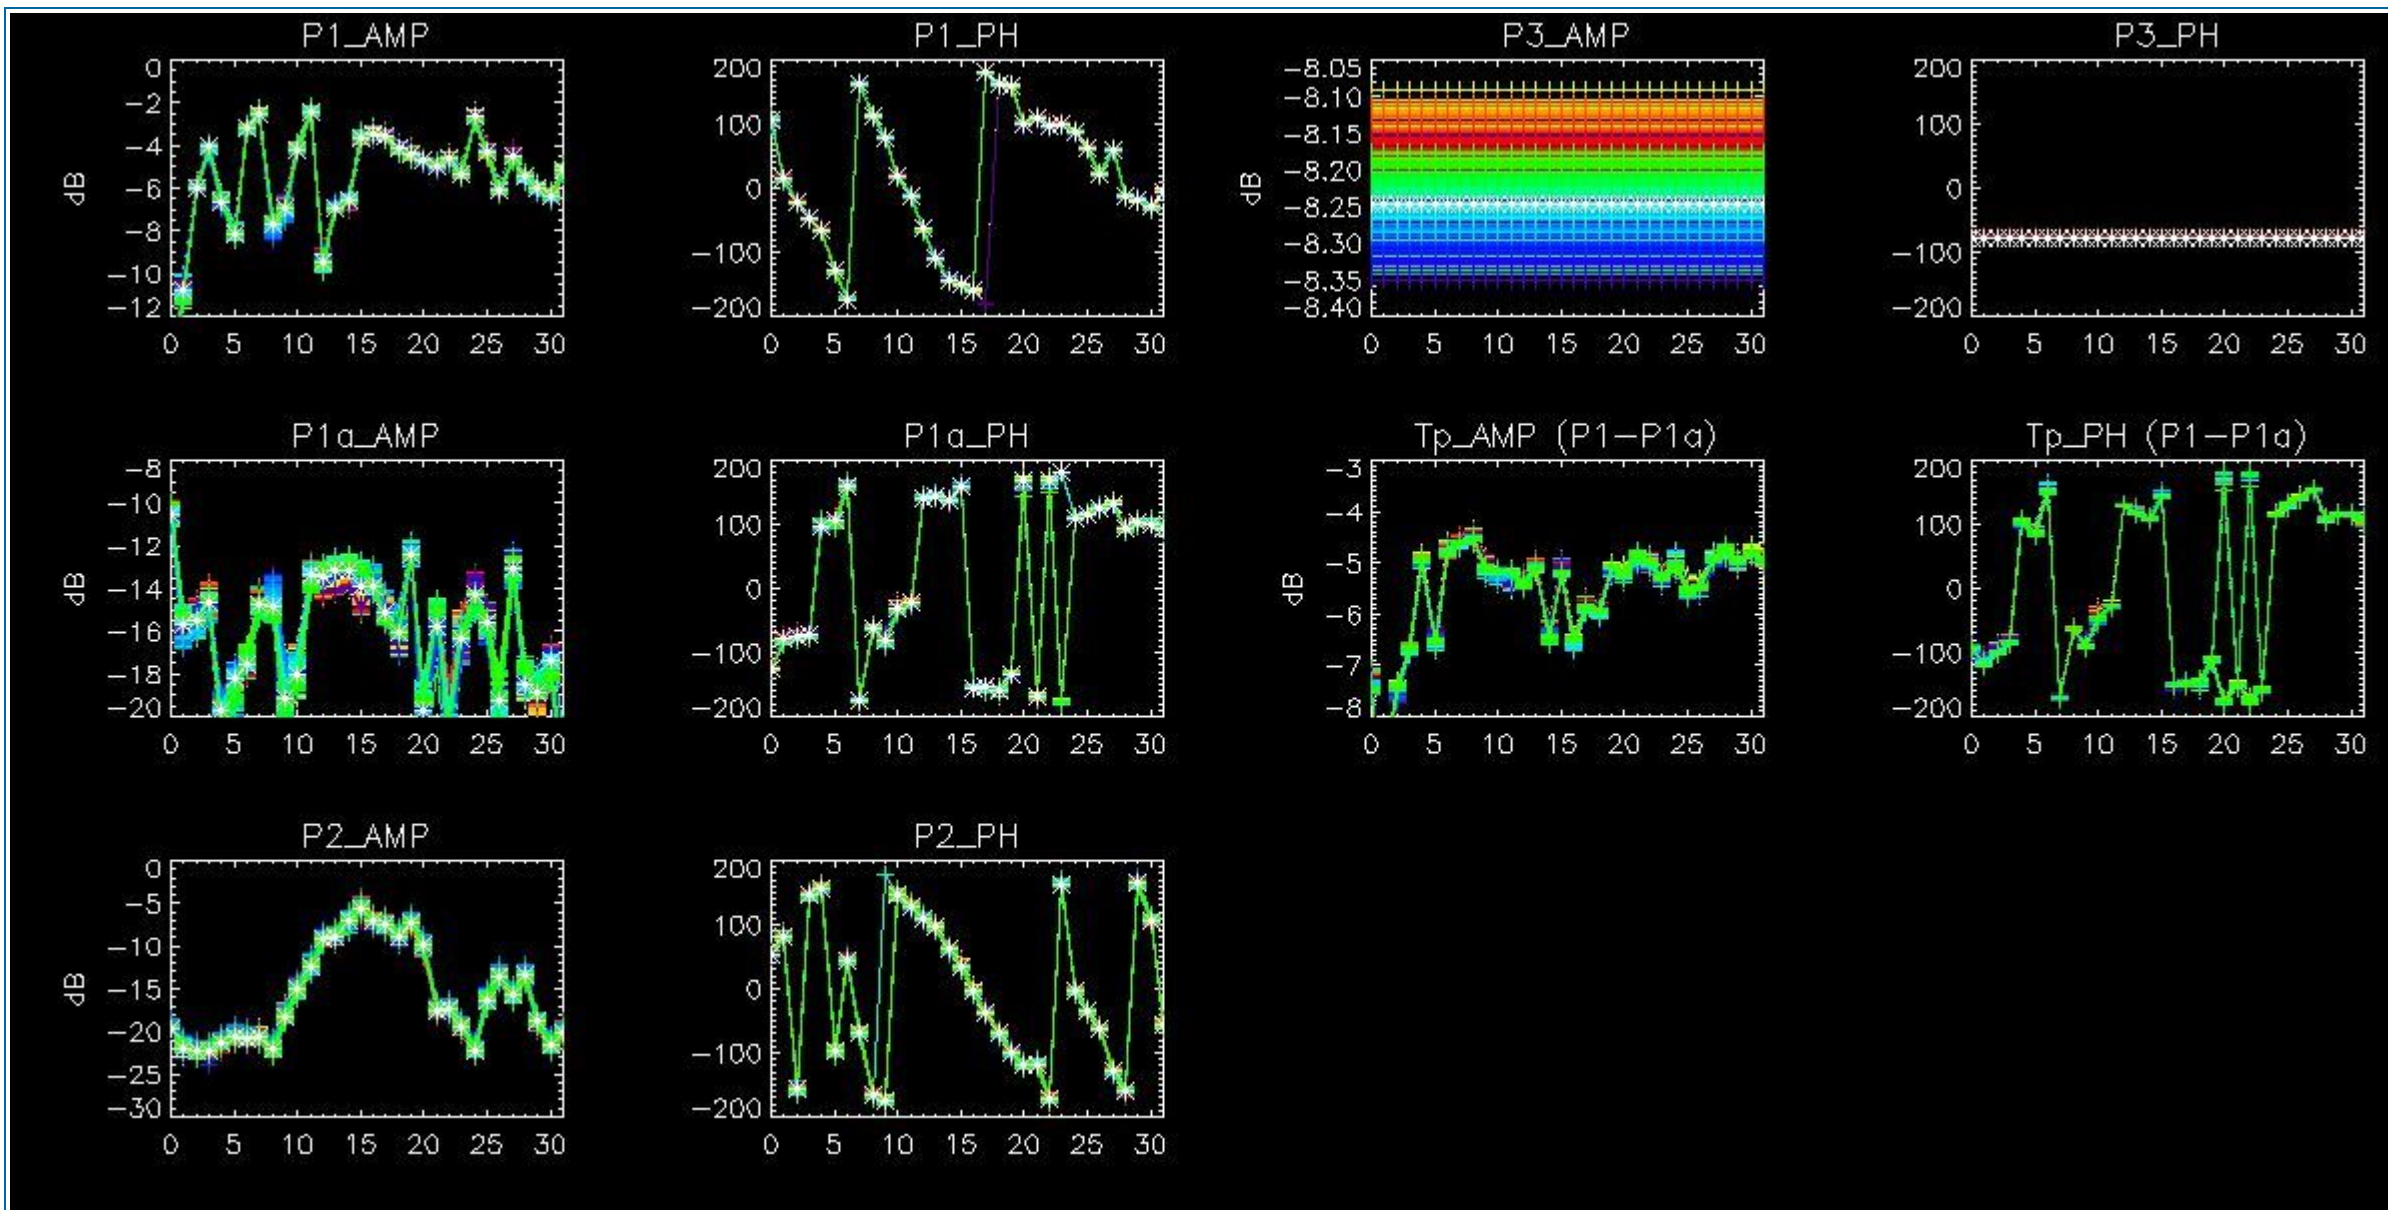 P1_AMP
0
−2
−4
−6
−8
−10
−12
dB
0 5 10 15 20 25 30
P1_PH
200
100
0
−100
−200
0 5 10 15 20 25 30
P3_AMP
−8.05
−8.10
−8.15
−8.20
−8.25
−8.30
−8.35
−8.40
dB
0 5 10 15 20 25 30
P3_PH
200
100
0
−100
−200
0 5 10 15 20 25 30
P1a_AMP
−8
−10
−12
−14
−16
−18
−20
dB
0 5 10 15 20 25 30
P1a_PH
200
100
0
−100
−200
0 5 10 15 20 25 30
Tp_AMP (P1−P1a)
−3
−4
−5
−6
−7
−8
dB
0 5 10 15 20 25 30
Tp_PH (P1−P1a)
200
100
0
−100
−200
0 5 10 15 20 25 30
P2_AMP
0
−5
−10
−15
−20
−25
−30
dB
0 5 10 15 20 25 30
P2_PH
200
100
0
−100
−200
0 5 10 15 20 25 30